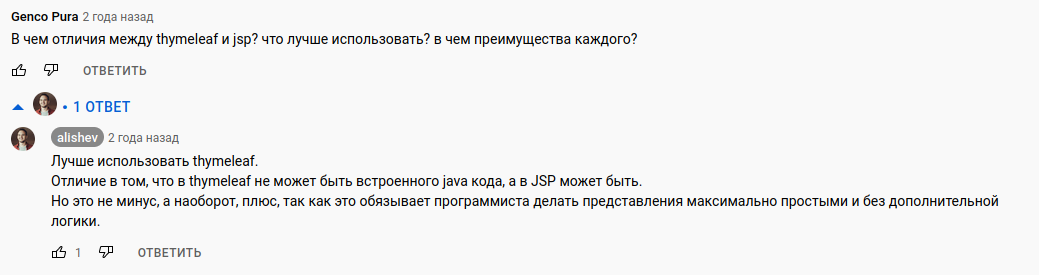 Genco Pura 2 года назад
В чем отличия между thymeleaf и jsp? что лучше использовать? в чем преимущества каждого?
ОТВЕТИТЬ
• 1 ОТВЕТ
alishev 2 года назад
Лучше использовать thymeleaf.
Отличие в том, что в thymeleaf не может быть встроенного java кода, а в JSP может быть.
Но это не минус, а наоборот, плюс, так как это обязывает программиста делать представления максимально простыми и без дополнительной
логики.
1 ОТВЕТИТЬ